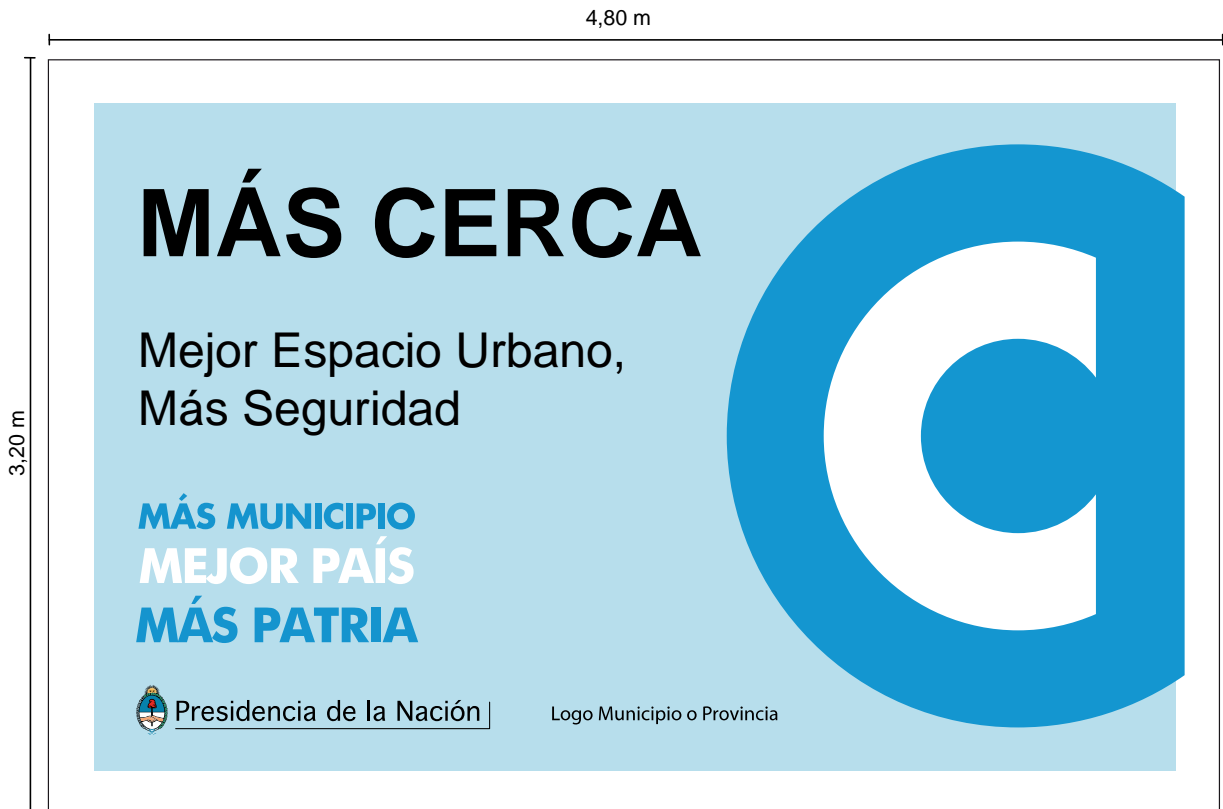 4,80 m
3,20 m
MÁS CERCA
Mejor Espacio Urbano,
Más Seguridad
MÁS MUNICIPIO
MEJOR PAÍS
MÁS PATRIA
Presidencia de la Nación
Logo Municipio o Provincia